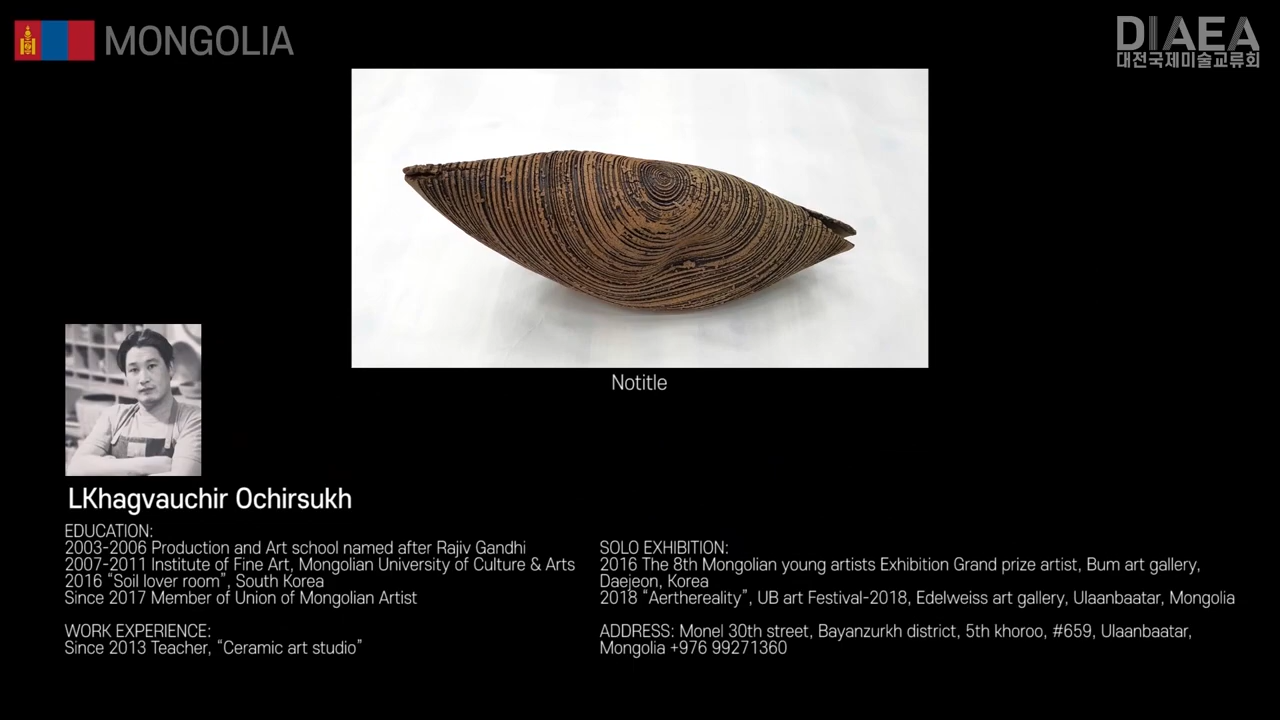 MONGOLIA
DIAEA
대전국제미술교류회
Notitle
LKhagvauchir Ochirsukh
EDUCATION:
2003-2006 Production and Art school named after Rajiv Gandhi
2007-2011 Institute of Fine Art, Mongolian University of Culture & Arts
2016 “Soil lover room”, South Korea
Since 2017 Member of Union of Mongolian Artist
WORK EXPERIENCE:
Since 2013 Teacher, “Ceramic art studio”
SOLO EXHIBITION:
2016 The 8th Mongolian young artists Exhibition Grand prize artist, Bum art gallery,
Daejeon, Korea
2018 “Aerthereality”, UB art Festival-2018, Edelweiss art gallery, Ulaanbaatar, Mongolia
ADDRESS: Monel 30th street, Bayanzurkh district, 5th khoroo, #659, Ulaanbaatar,
Mongolia +976 99271360